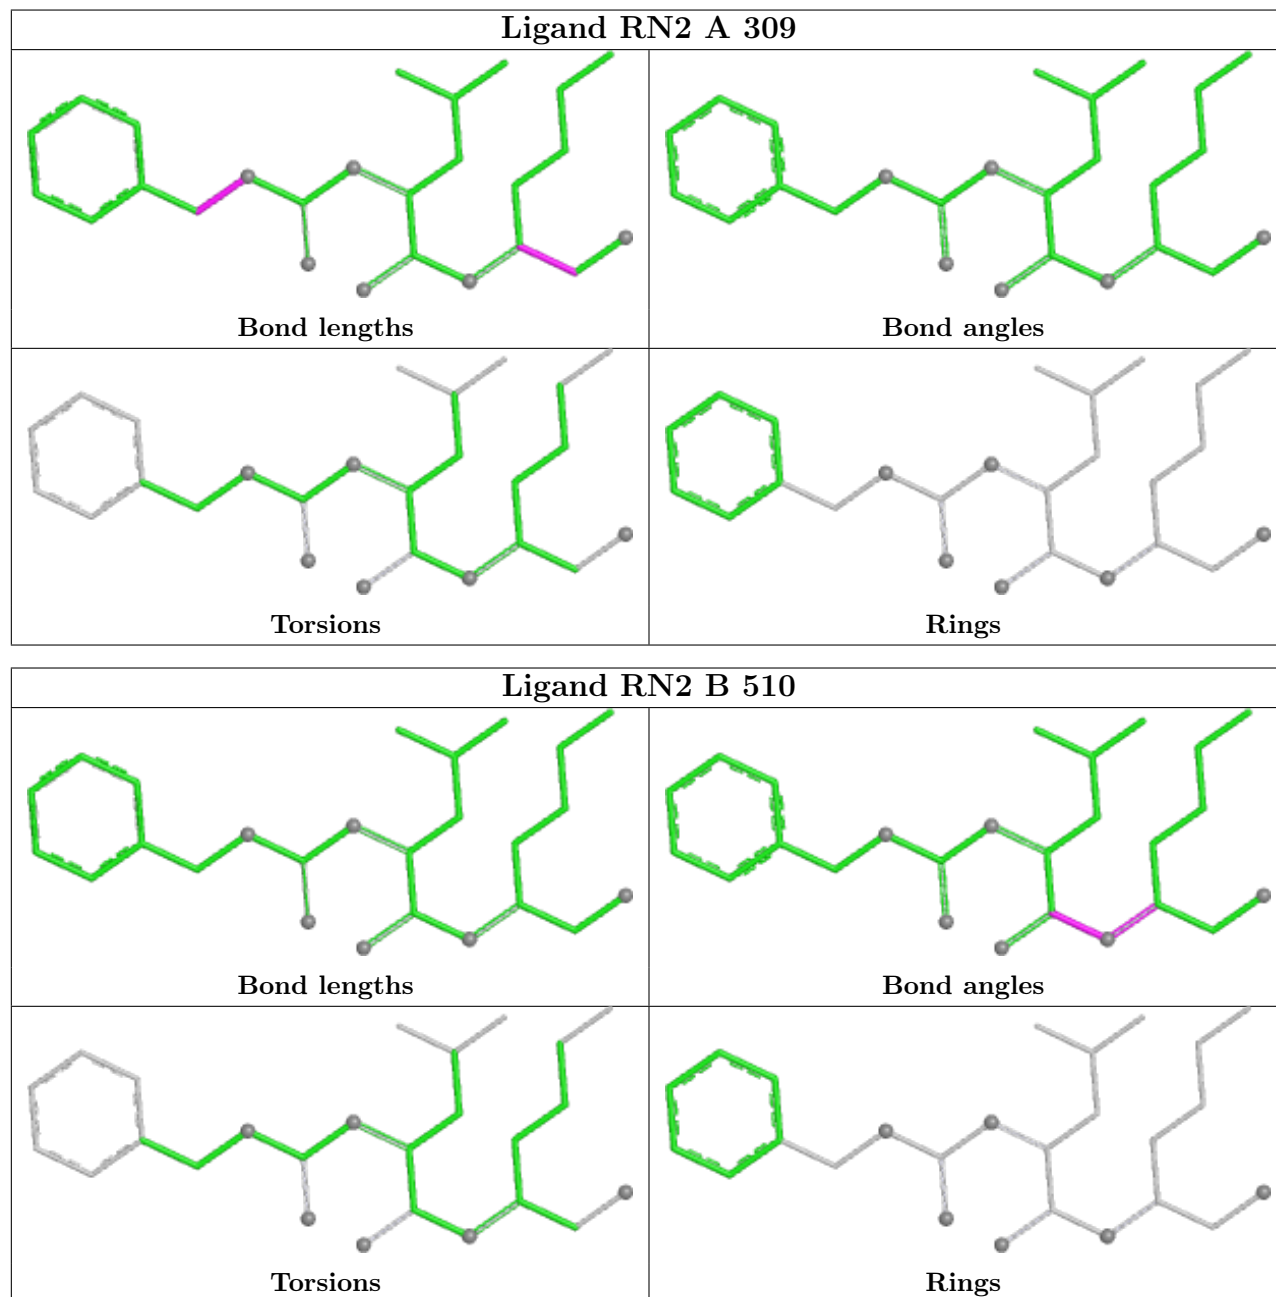 Ligand RN2 A 309
Bond lengths
Bond angles
Torsions
Rings
Ligand RN2 B 510
Bond lengths
Bond angles
Torsions
Rings